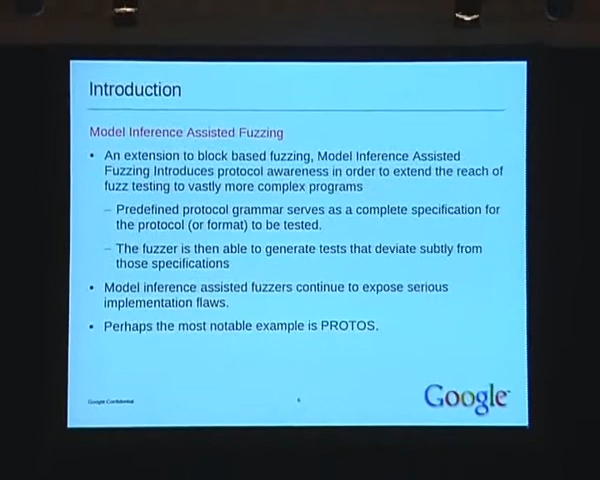 Introduction
Model Inference Assisted Fuzzing
• An extension to block based fuzzing, Model Inference Assisted
Fuzzing Introduces protocol awareness in order to extend the reach of
fuzz testing to vastly more complex programs
– Predefined protocol grammar serves as a complete specification for
the protocol (or format) to be tested.
– The fuzzer is then able to generate tests that deviate subtly from
those specifications
• Model inference assisted fuzzers continue to expose serious
implementation flaws.
• Perhaps the most notable example is PROTOS.
Google Confidential
Google